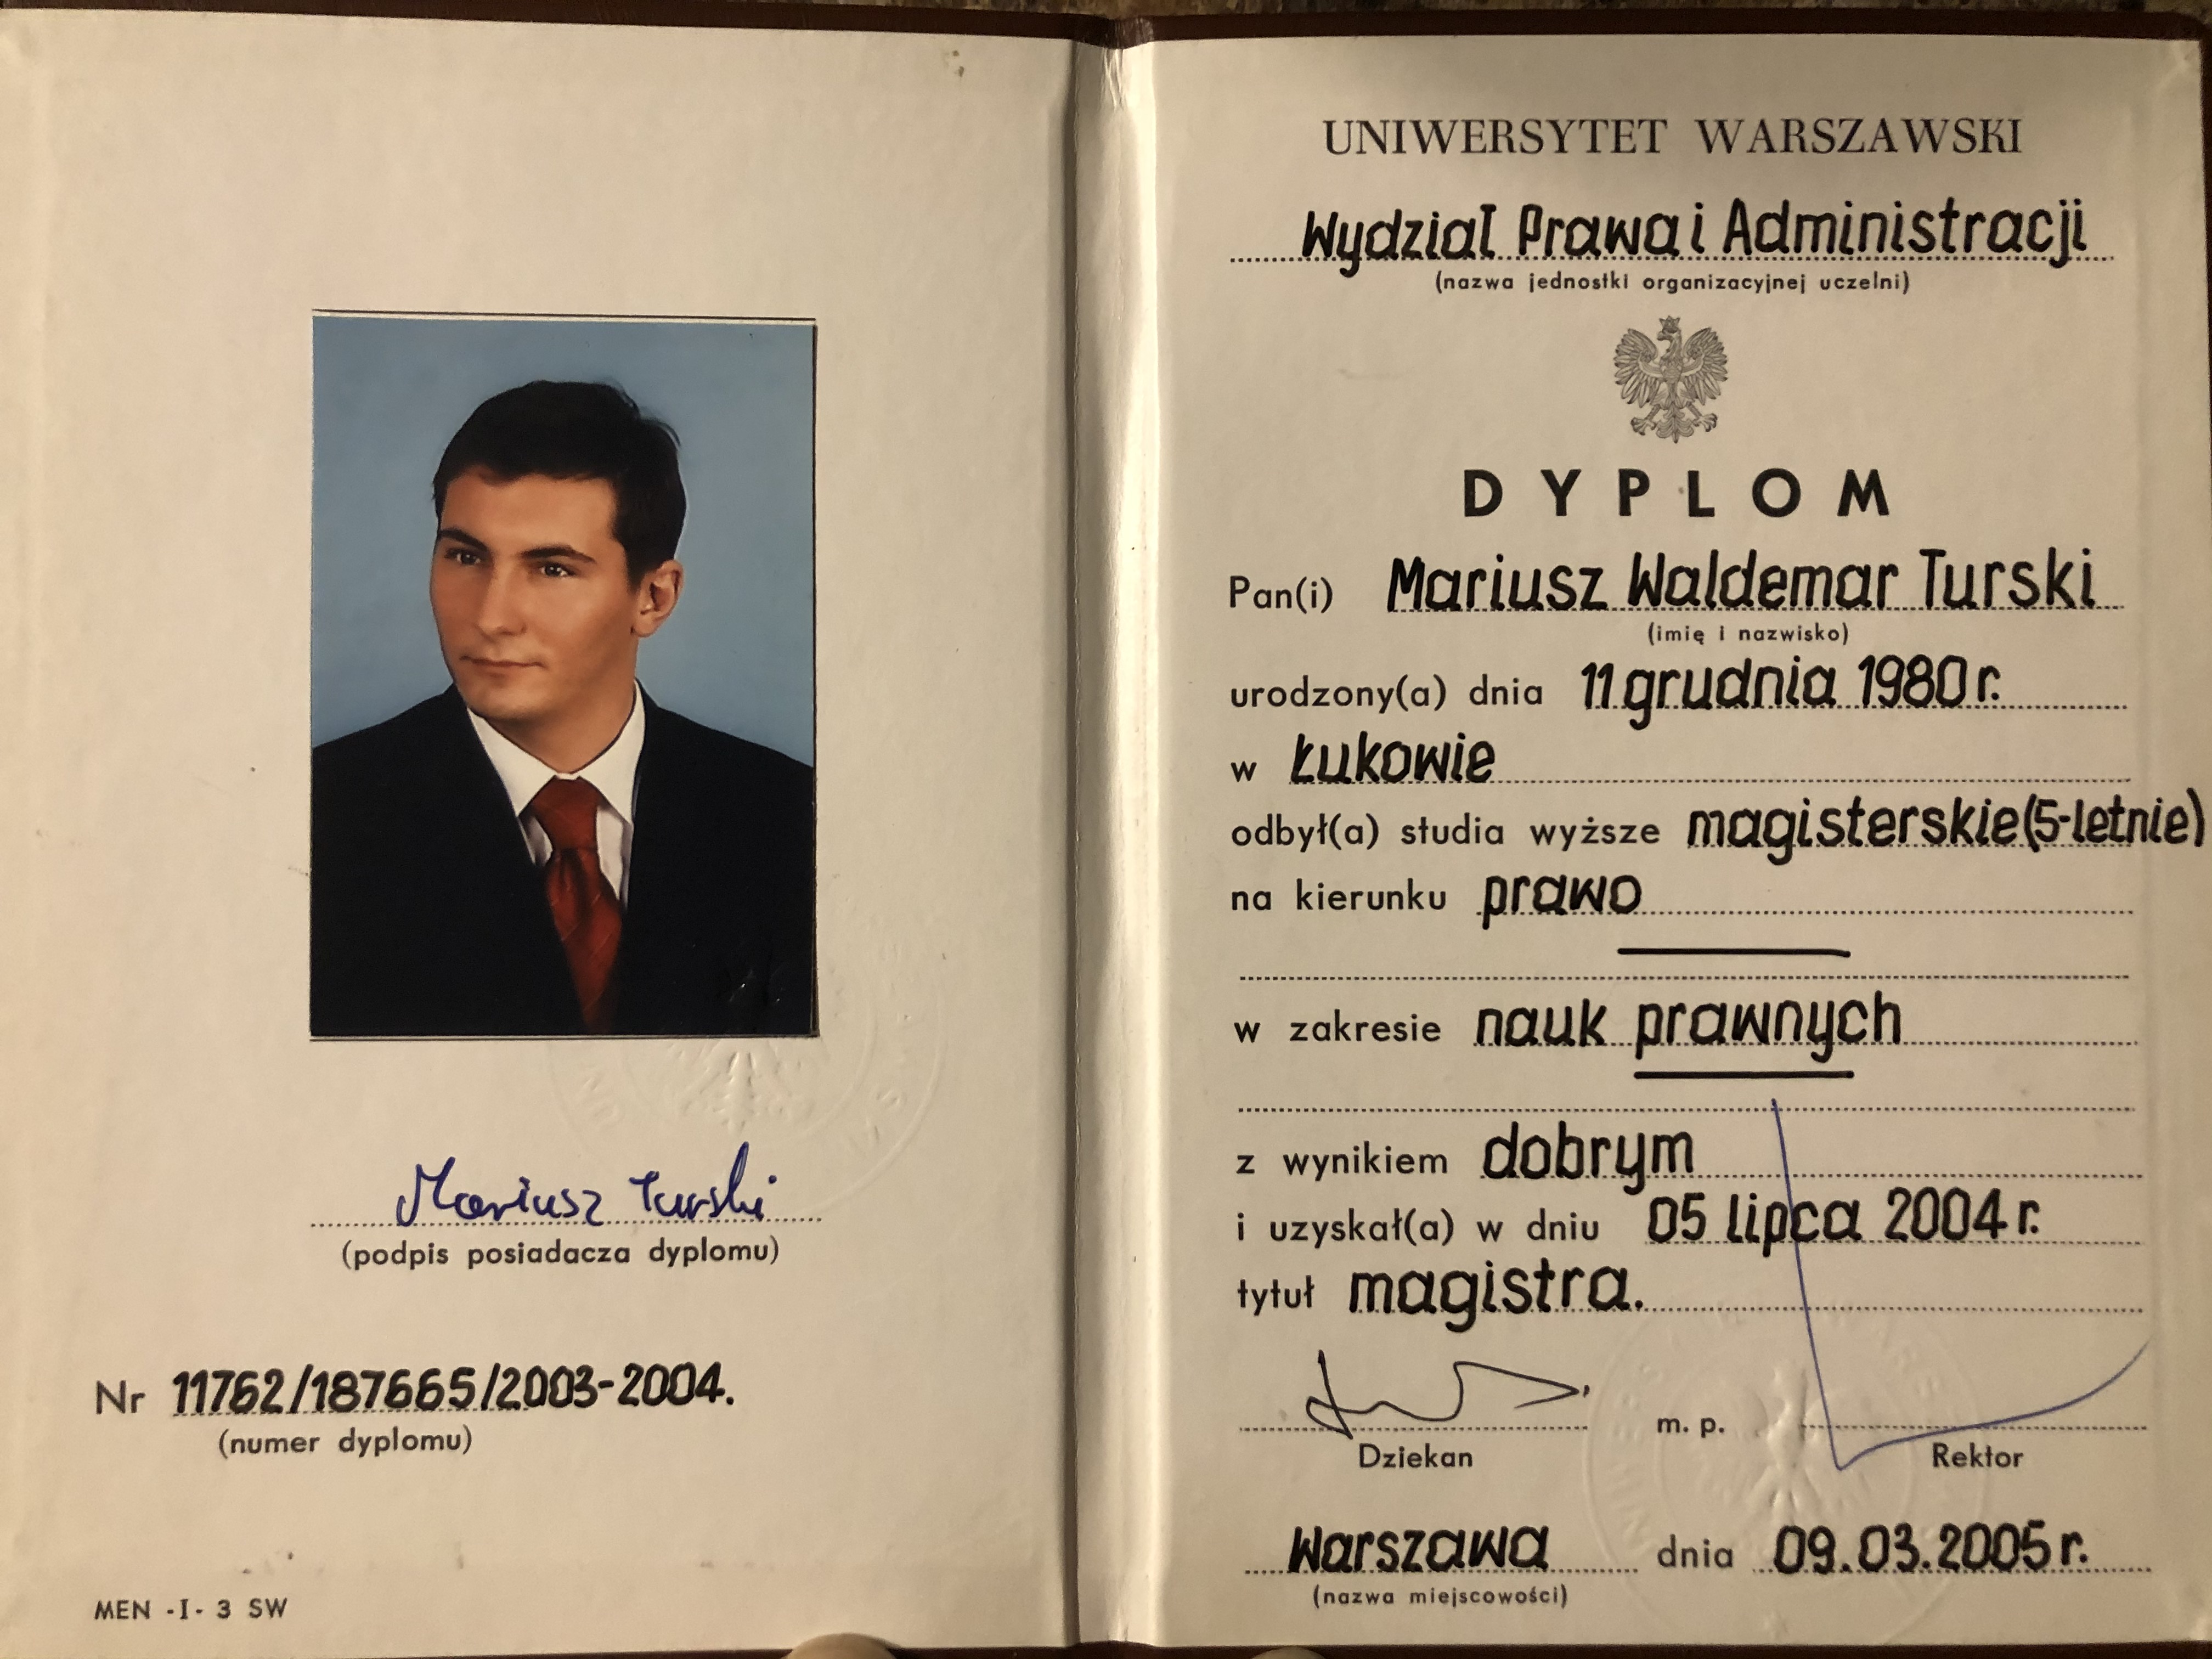 Mariusz Turski
(podpis posiadacza dyplomu)
Nr 11762/187665/2003-2004.
(numer dyplomu)
MEN -I- 3 SW
UNIWERSYTET WARSZAWSKI
Wydział Prawa i Administracji
(nazwa jednostki organizacyjnej uczelni)
DYPLOM
Pan(i) Mariusz Waldemar Turski
(imię i nazwisko)
urodzony(a) dnia 11 grudnia 1980 r.
w Łukowie
odbył(a) studia wyższe magisterskie (5-letnie)
na kierunku prawo
w zakresie nauk prawnych
z wynikiem dobrym
i uzyskał(a) w dniu 05 lipca 2004 r.
tytuł magistra.
m. p.
Dziekan Rektor
Warszawa dnia 09.03.2005 r.
(nazwa miejscowości)